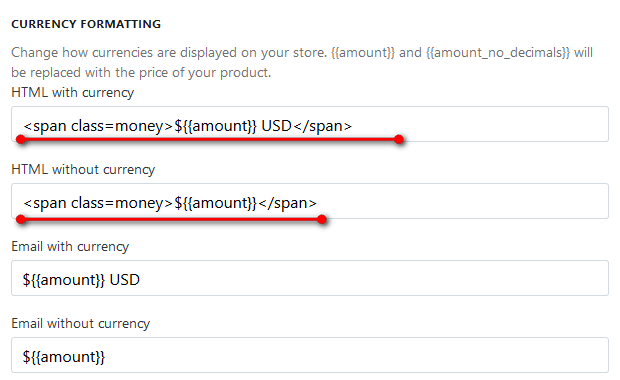 CURRENCY FORMATTING
Change how currencies are displayed on your store. {{amount}} and {{amount_no_decimals}} will
be replaced with the price of your product.
HTML with currency
<span class=money>${{amount}} USD</span>
HTML without currency
<span class=money>${{amount}}</span>
Email with currency
${{amount}} USD
Email without currency
${{amount}}